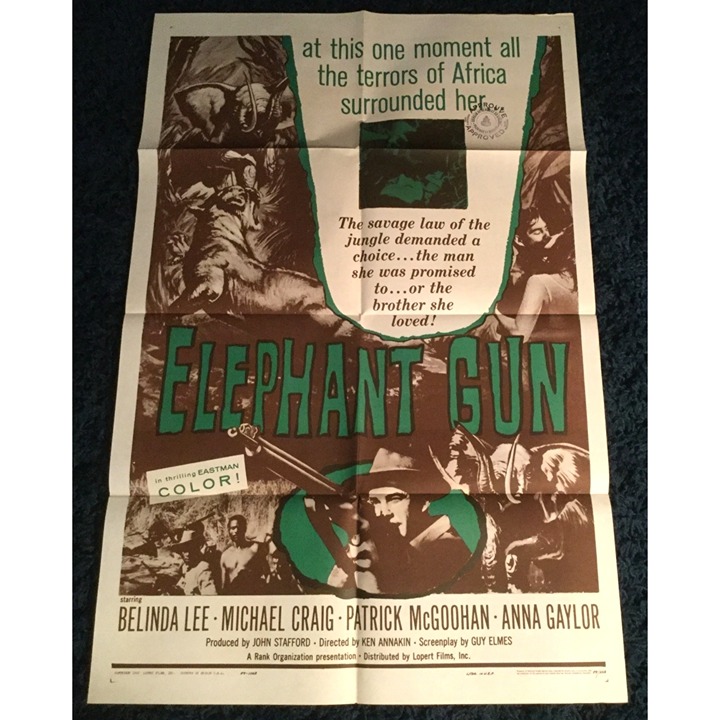 at this one moment all
the terrors of Africa
surrounded her
APPROVED
The savage law of the
jungle demanded a
choice...the man
she was promised
to...or the
brother she
loved!
ELEPHANT GUN
in thrilling EASTMAN
COLOR!
starring
BELINDA LEE · MICHAEL CRAIG · PATRICK McGOOHAN · ANNA GAYLOR
Produced by JOHN STAFFORD · Directed by KEN ANNAKIN · Screenplay by GUY ELMES
A Rank Organization presentation · Distributed by Lopert Films, Inc.